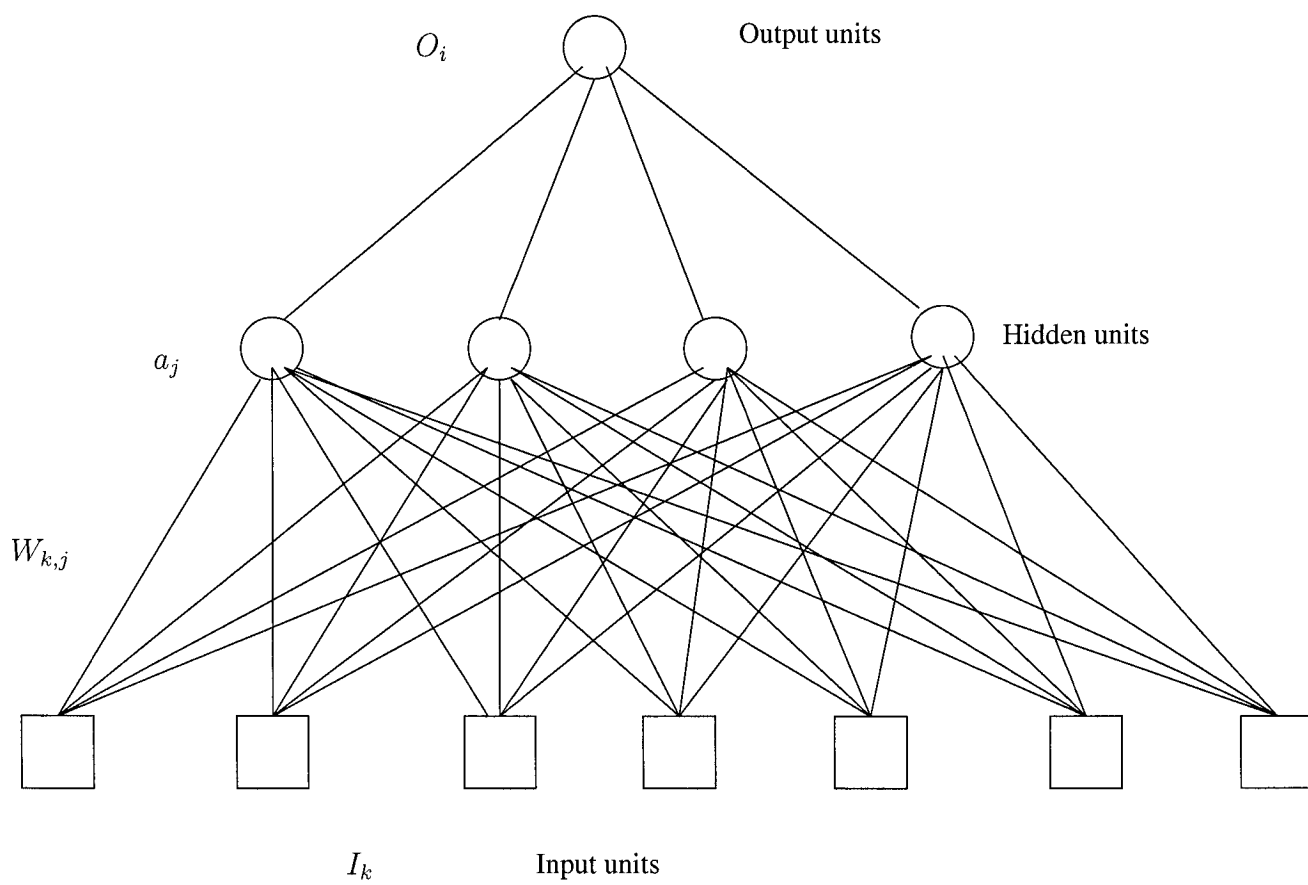 O_i Output units
a_j Hidden units
W_{k,j}
I_k Input units